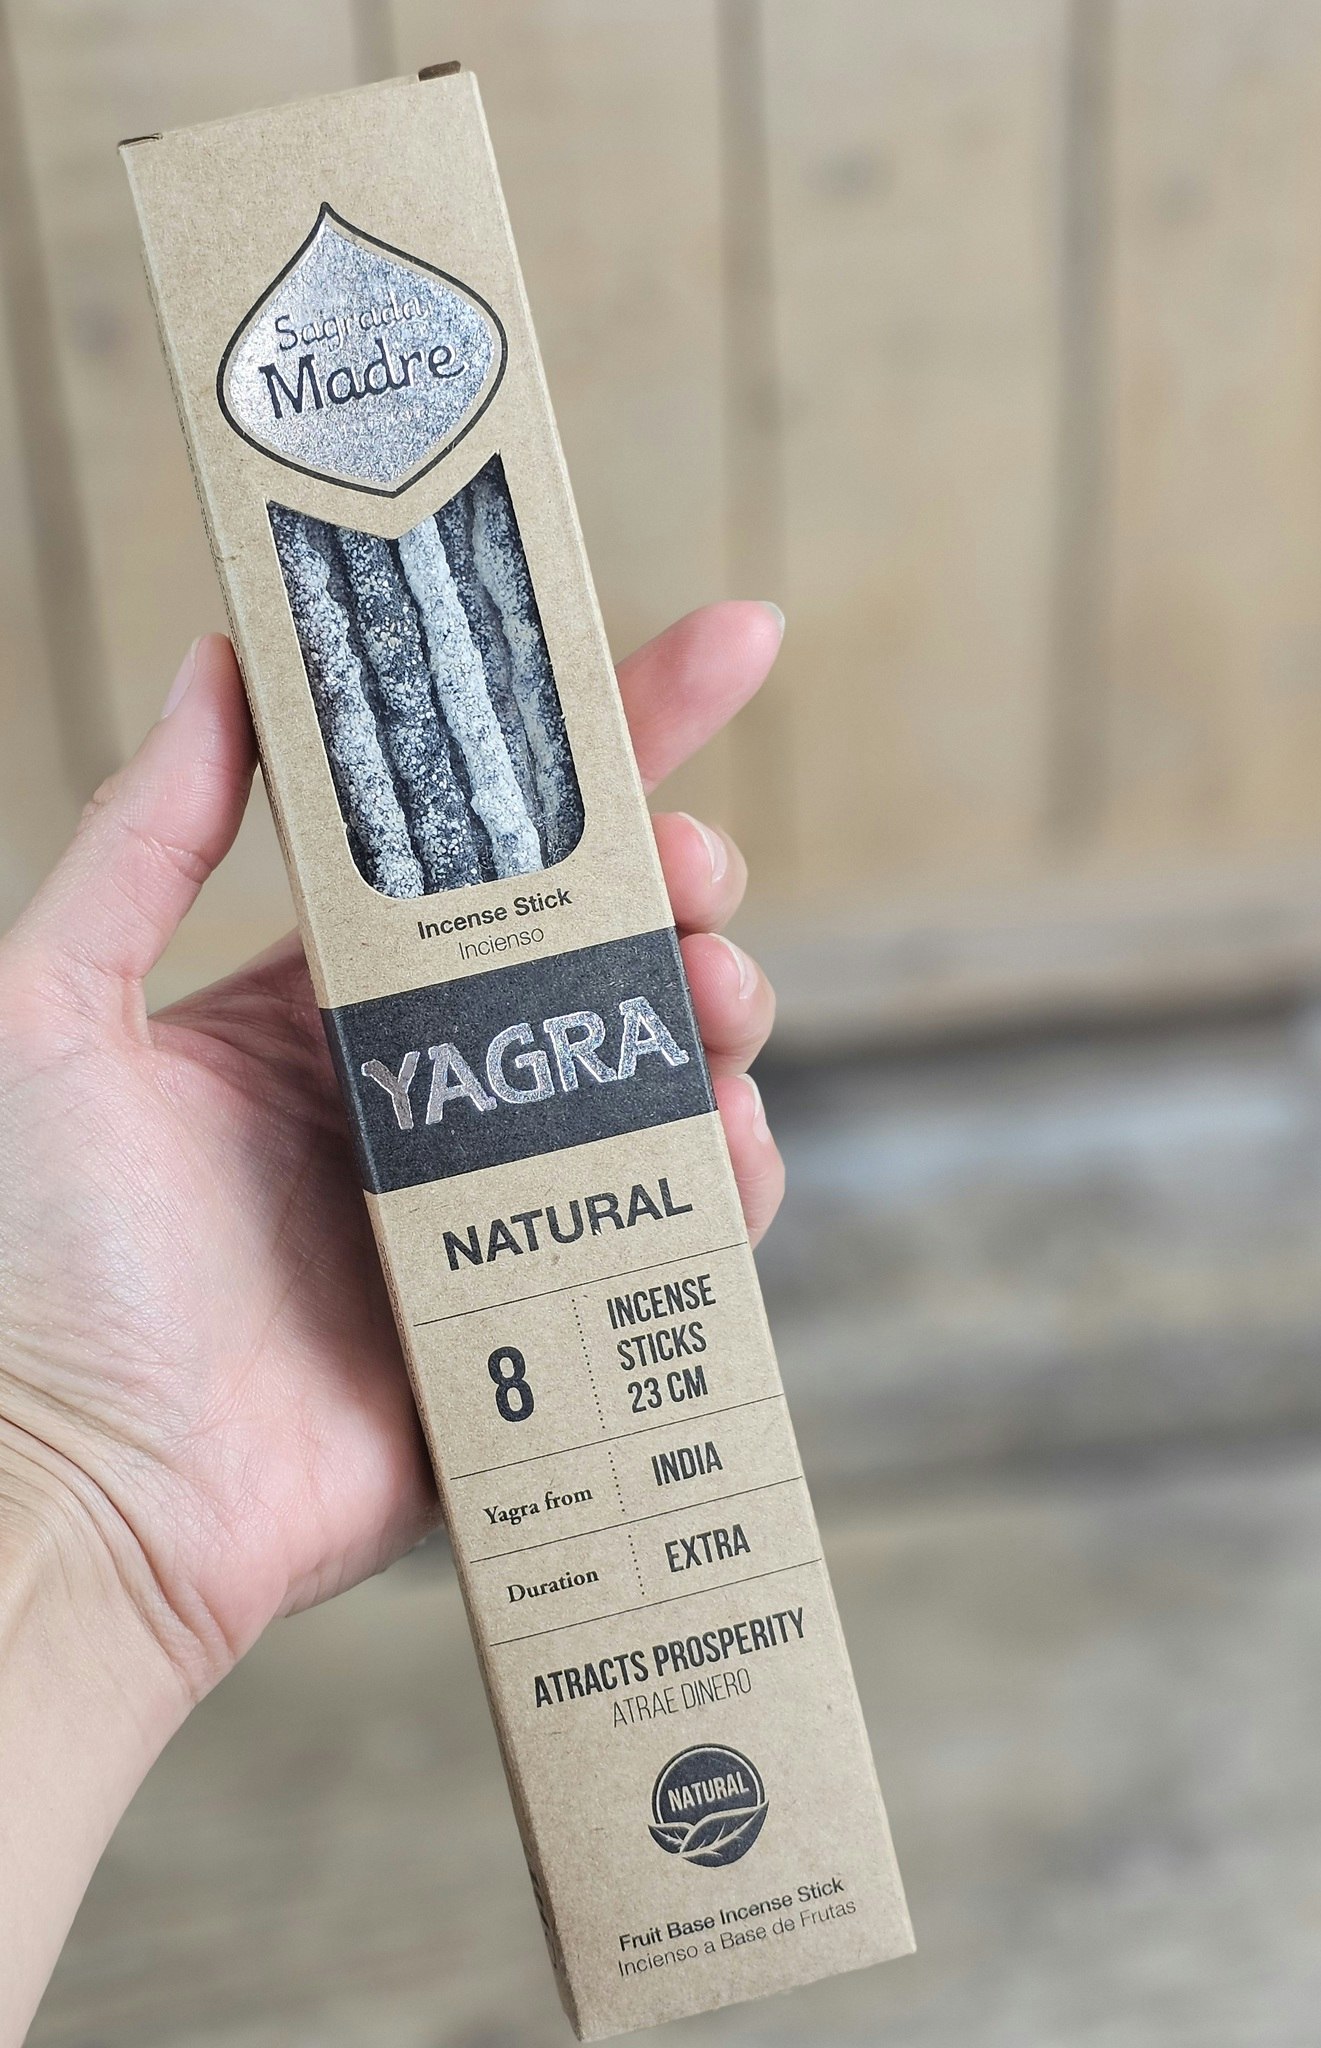 Sagrada
Madre
Incense Stick
Incienso
YAGRA
NATURAL
8
INCENSE
STICKS
23 CM
Yagra from
INDIA
Duration
EXTRA
ATRACTS PROSPERITY
ATRAE DINERO
NATURAL
Fruit Base Incense Stick
Incienso a Base de Frutas